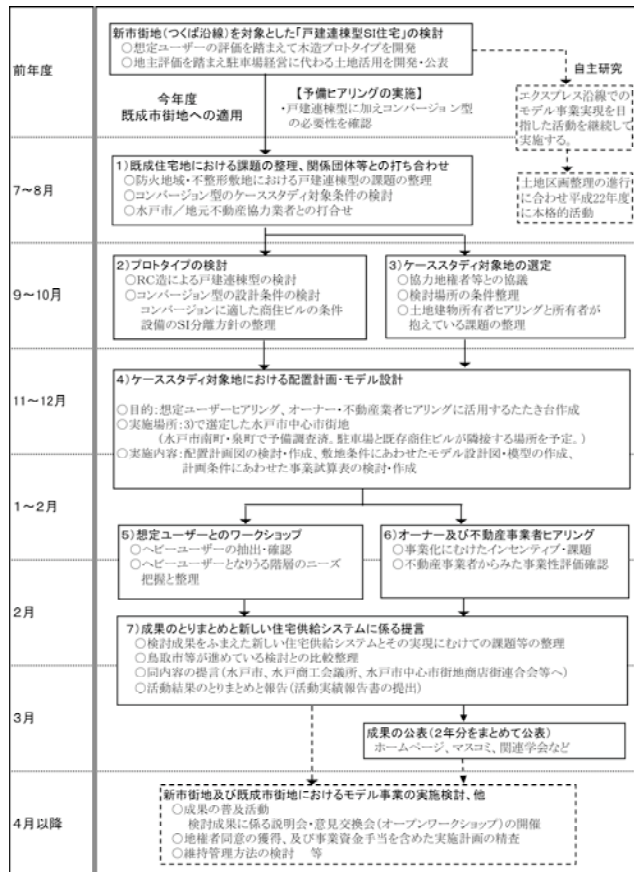 前年度
新市街地(つくば沿線)を対象とした「戸建連棟型SI住宅」の検討
○想定ユーザーの評価を踏まえて木造プロトタイプを開発
○地主評価を踏まえ駐車場経営に代わる土地活用を開発・公表
今年度
既成市街地への適用
【予備ヒアリングの実施】
・戸建連棟型に加えコンバージョン型
の必要性を確認
自主研究
エクスプレス沿線での
モデル事業実現を目
指した活動を継続して
実施する。
土地区画整理の進行
に合わせ平成22年度
に本格的活動
7~8月
1)既成住宅地における課題の整理、関係団体等との打ち合わせ
○防火地域・不整形敷地における戸建連棟型の課題の整理
○コンバージョン型のケーススタディ対象条件の検討
○水戸市/地元不動産協力業者との打合せ
9~10月
2)プロトタイプの検討
○RC造による戸建連棟型の検討
○コンバージョン型の設計条件の検討
コンバージョンに適した商住ビルの条件
設備のSI分離方針の整理
3)ケーススタディ対象地の選定
○協力地権者等との協議
○検討場所の条件整理
○土地建物所有者ヒアリングと所有者が
抱えている課題の整理
11~12月
4)ケーススタディ対象地における配置計画・モデル設計
○目的:想定ユーザーヒアリング、オーナー・不動産業者ヒアリングに活用するたたき台作成
○実施場所:3)で選定した水戸市中心市街地
(水戸市南町・泉町で予備調査済。駐車場と既存商住ビルが隣接する場所を予定。)
○実施内容:配置計画図の検討・作成、敷地条件にあわせたモデル設計図・模型の作成、
計画条件にあわせた事業試算表の検討・作成
1~2月
5)想定ユーザーとのワークショップ
○ヘビーユーザーの抽出・確認
○ヘビーユーザーとなりうる階層のニーズ
把握と整理
6)オーナー及び不動産事業者ヒアリング
○事業化にむけたインセンティブ・課題
○不動産事業者からみた事業性評価確認
2月
7)成果のとりまとめと新しい住宅供給システムに係る提言
○検討成果をふまえた新しい住宅供給システムとその実現にむけての課題等の整理
○鳥取市等が進めている検討との比較整理
○同内容の提言(水戸市、水戸商工会議所、水戸市中心市街地商店街連合会等へ)
○活動結果のとりまとめと報告(活動実績報告書の提出)
3月
成果の公表(2年分をまとめて公表)
ホームページ、マスコミ、関連学会など
4月以降
新市街地及び既成市街地におけるモデル事業の実施検討、他
○成果の普及活動
検討成果に係る説明会・意見交換会(オープンワークショップ)の開催
○地権者同意の獲得、及び事業資金手当を含めた実施計画の精査
○維持管理方法の検討 等